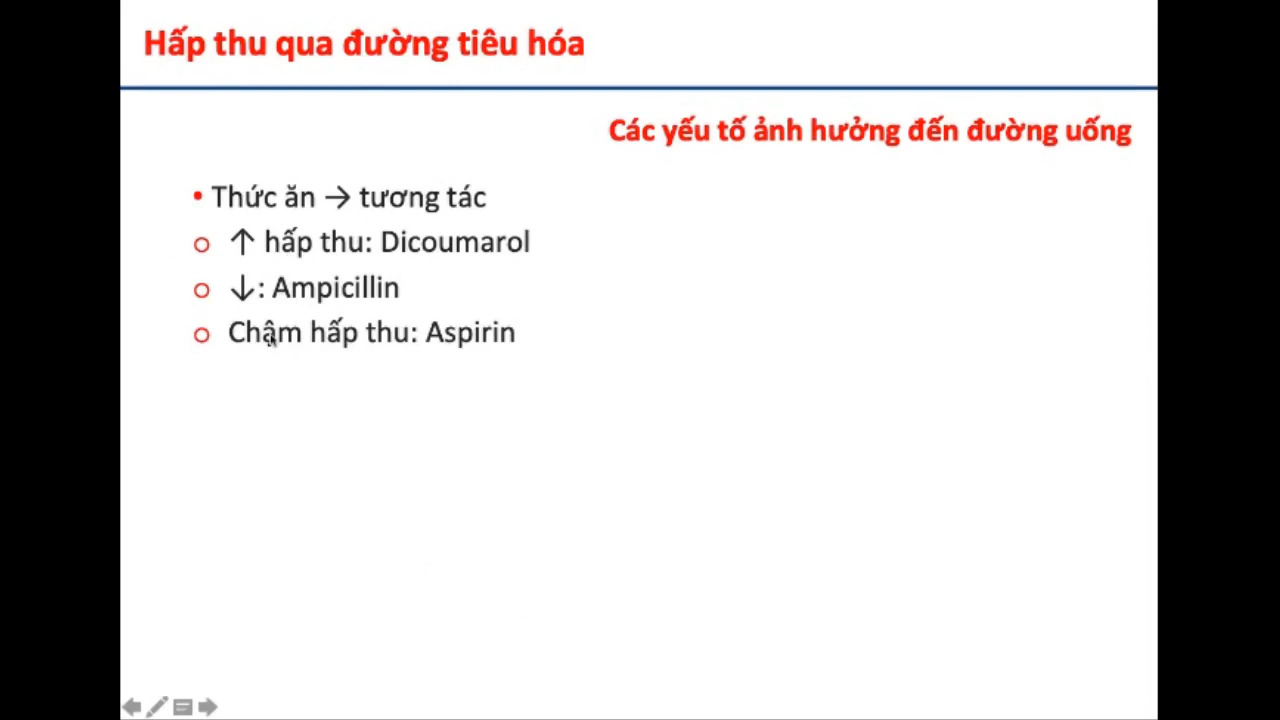 Hấp thu qua đường tiêu hóa
Các yếu tố ảnh hưởng đến đường uống
• Thức ăn → tương tác
o ↑ hấp thu: Dicoumarol
o ↓: Ampicillin
o Chậm hấp thu: Aspirin